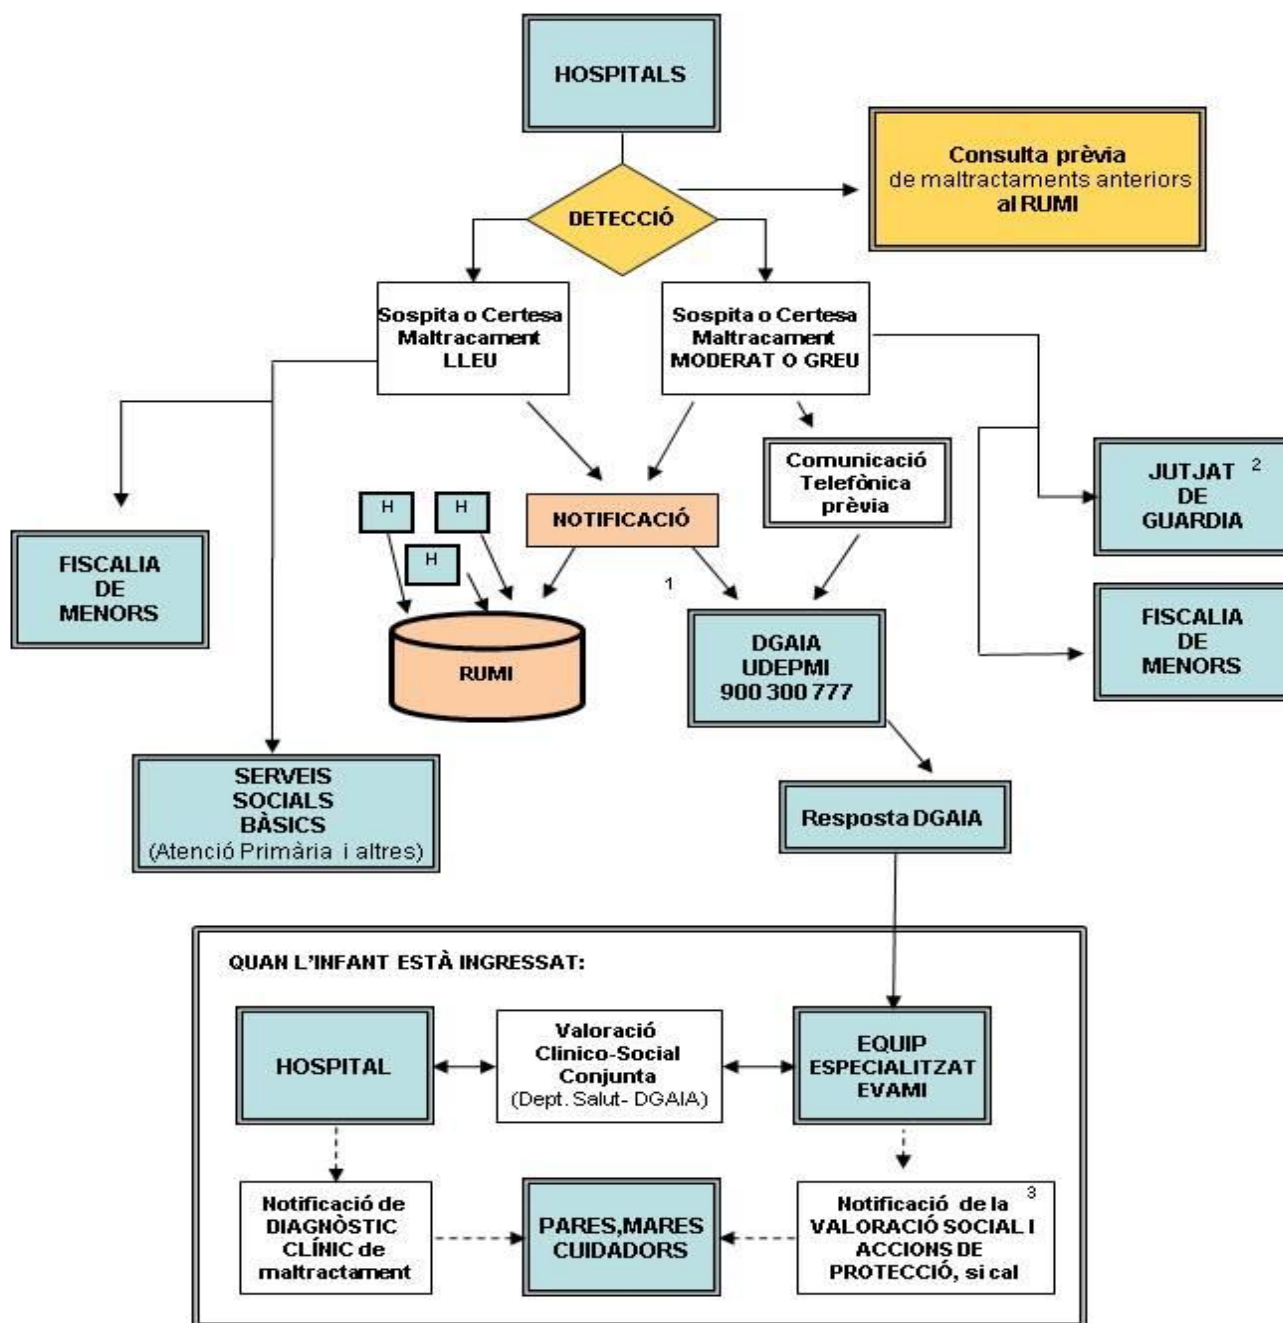 HOSPITALS
Consulta prèvia
de maltractaments anteriors
al RUMI
DETECCIÓ
Sospita o Certesa
Maltracament
LLEU
Sospita o Certesa
Maltracament
MODERAT O GREU
Comunicació
Telefònica
prèvia
JUTJAT 2
DE
GUARDIA
H
H
H
NOTIFICACIÓ
FISCALIA
DE
MENORS
1
DGAIA
UDEPMI
900 300 777
FISCALIA
DE
MENORS
RUMI
SERVEIS
SOCIALS
BÀSICS
(Atenció Primària i altres)
Resposta DGAIA
QUAN L'INFANT ESTÀ INGRESSAT:
HOSPITAL
Valoració
Clinico-Social
Conjunta
(Dept. Salut- DGAIA)
EQUIP
ESPECIALITZAT
EVAMI
Notificació de
DIAGNÒSTIC
CLÍNIC de
maltractament
PARES,MARES
CUIDADORS
3
Notificació de la
VALORACIÓ SOCIAL I
ACCIONS DE
PROTECCIÓ, si cal